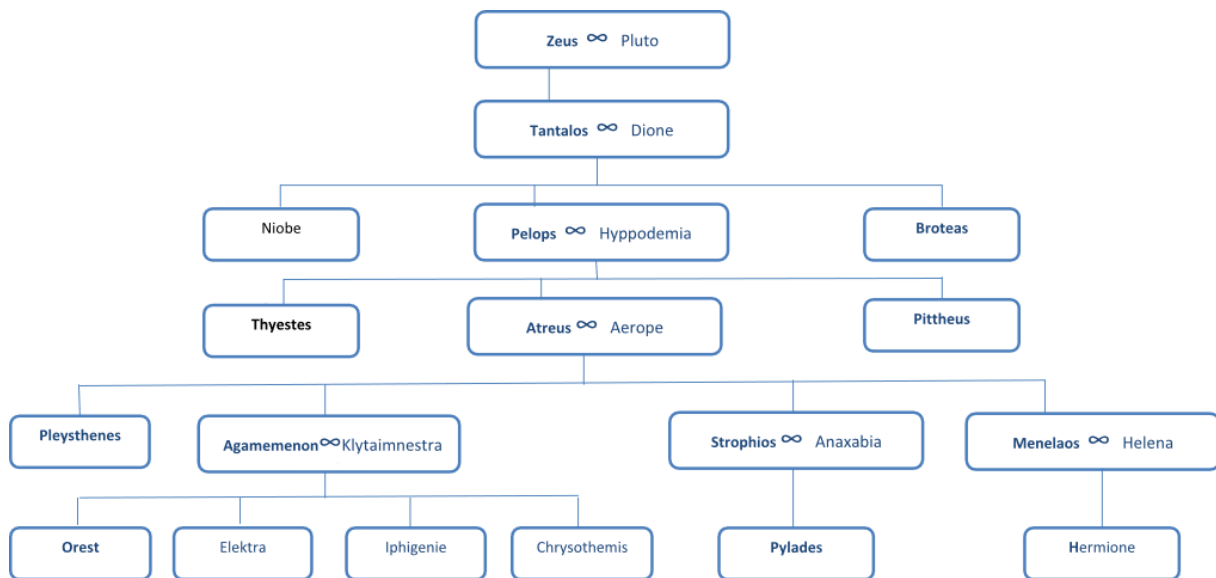 Zeus ∞ Pluto
Tantalos ∞ Dione
Niobe
Pelops ∞ Hyppodemia
Broteas
Thyestes
Atreus ∞ Aerope
Pittheus
Pleysthenes
Agamemenon∞Klytaimnestra
Strophios ∞ Anaxabia
Menelaos ∞ Helena
Orest
Elektra
Iphigenie
Chrysothemis
Pylades
Hermione